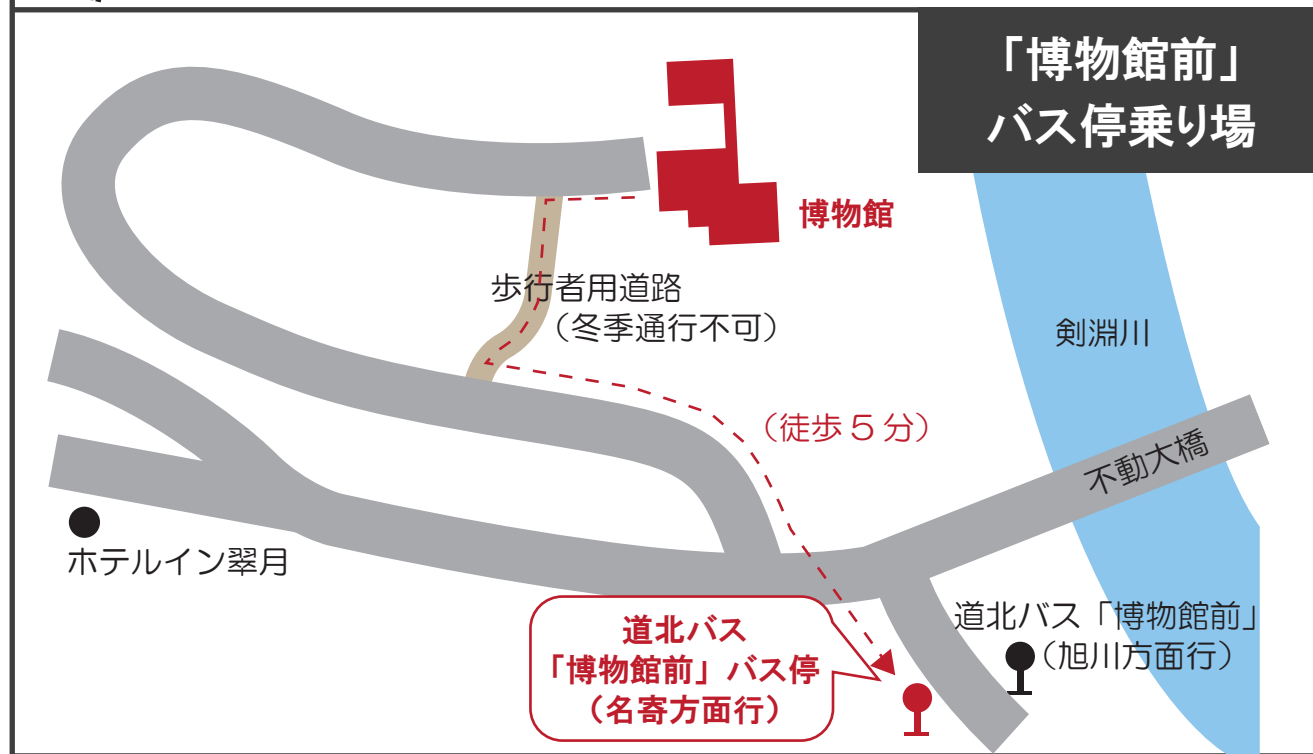 「博物館前」
バス停乗り場
博物館
歩行者用道路
（冬季通行不可）
剣淵川
（徒歩５分）
不動大橋
ホテルイン翠月
道北バス「博物館前」
（旭川方面行）
道北バス
「博物館前」バス停
（名寄方面行）